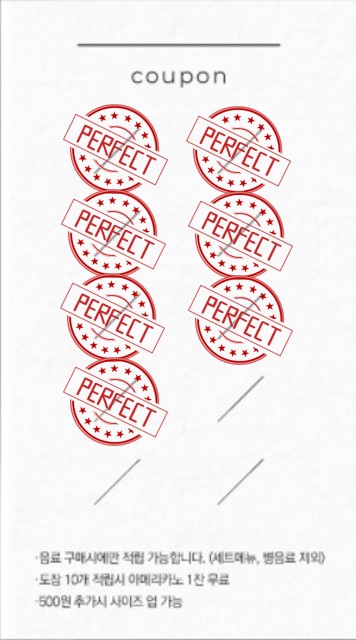 coupon
PERFECT PERFECT
PERFECT PERFECT
PERFECT PERFECT
PERFECT
·음료 구매시에만 적립 가능합니다. (세트메뉴, 병음료 제외)
·도장 10개 적립시 아메리카노 1잔 무료
·500원 추가시 사이즈 업 가능